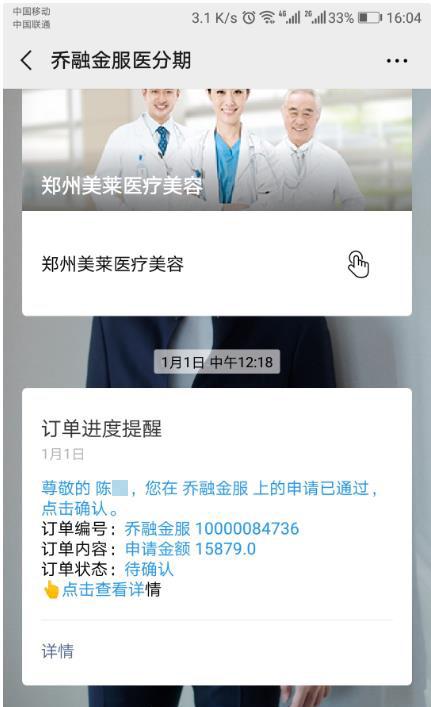 中国移动
中国联通
3.1 K/s 4G 2G 33% 16:04
乔融金服医分期
郑州美莱医疗美容
郑州美莱医疗美容
1月1日 中午12:18
订单进度提醒
1月1日
尊敬的 陈 ，您在 乔融金服 上的申请已通过，
点击确认。
订单编号：乔融金服 10000084736
订单内容：申请金额 15879.0
订单状态：待确认
👆点击查看详情
详情